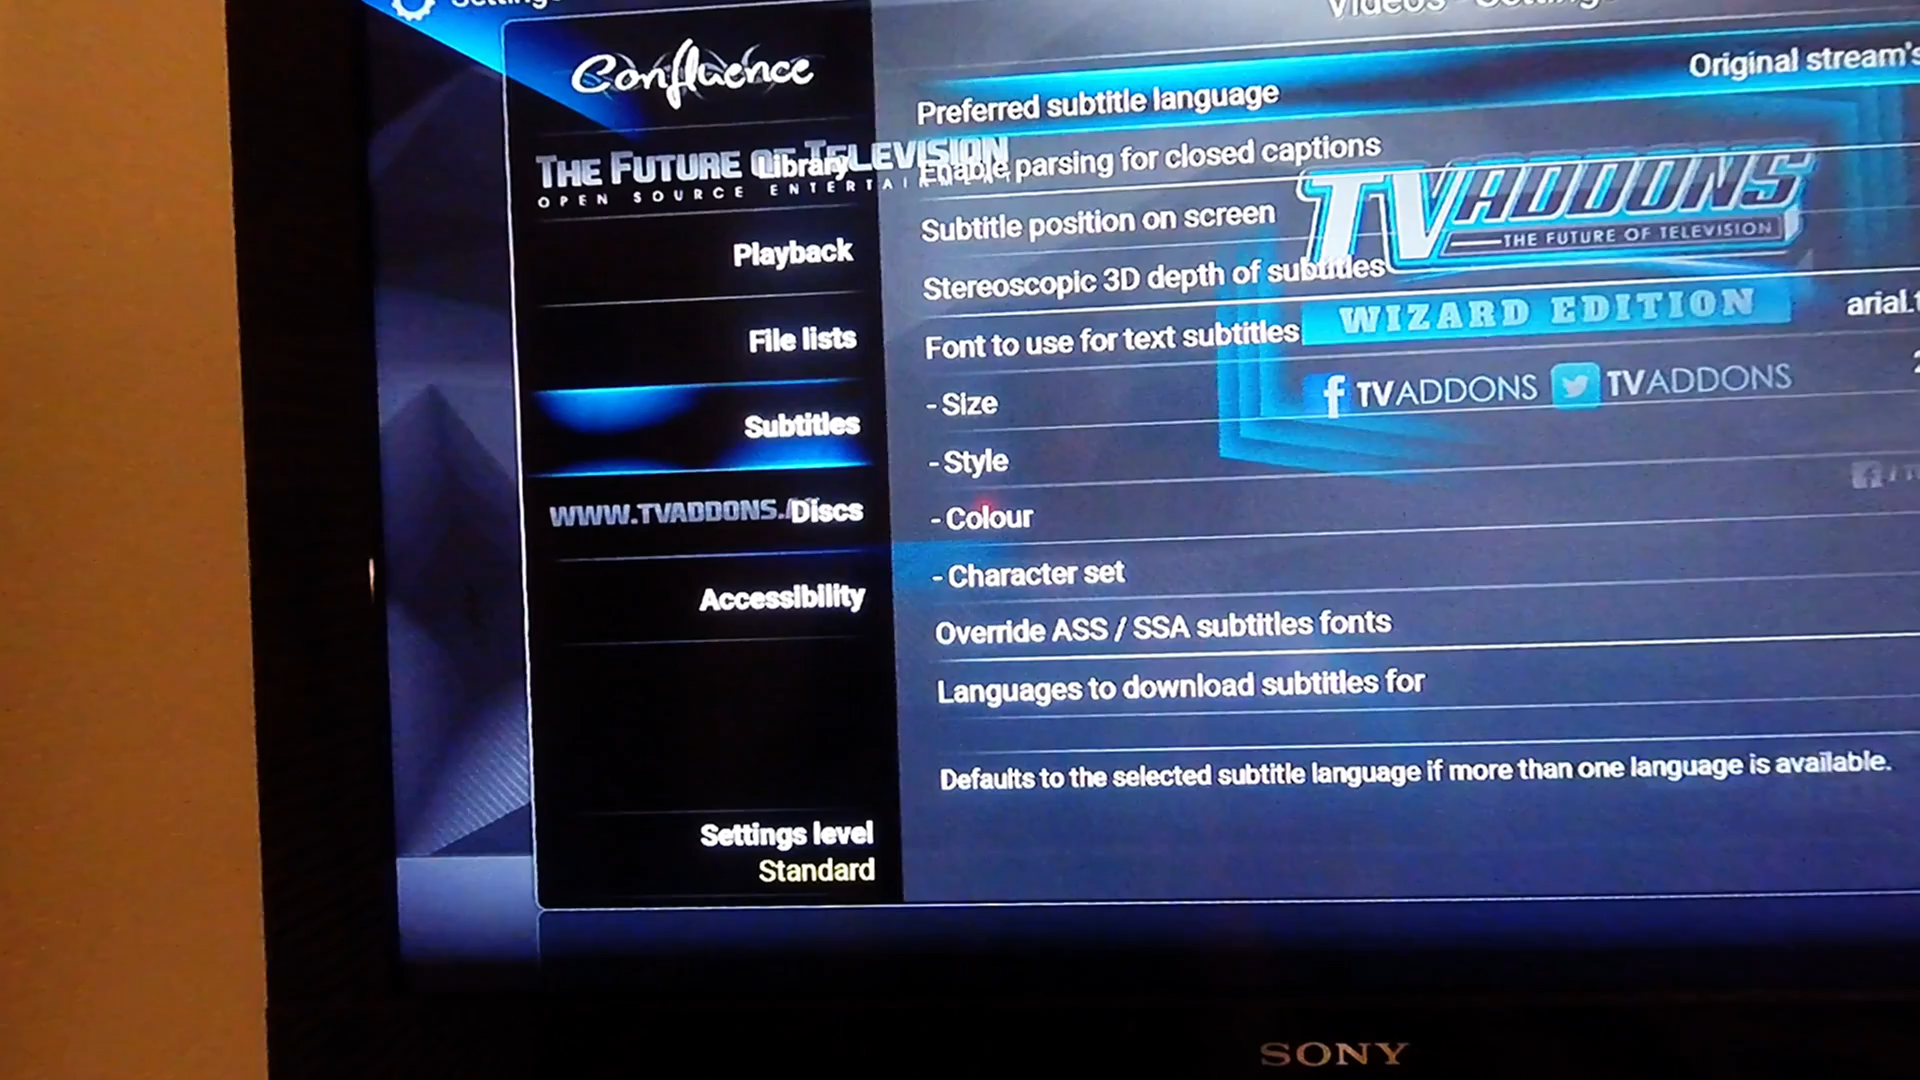 Confluence
THE FUTURE OF TELEVISION
OPEN SOURCE
Library
Playback
File lists
Subtitles
WWW.TVADDONS.
Discs
Accessibility
Settings level
Standard
Videos - Settings
Preferred subtitle language
Original stream's
Enable parsing for closed captions
Subtitle position on screen
Stereoscopic 3D depth of subtitles
Font to use for text subtitles
arial.
- Size
- Style
- Colour
- Character set
Override ASS / SSA subtitles fonts
Languages to download subtitles for
Defaults to the selected subtitle language if more than one language is available.
TVADDONS
THE FUTURE OF TELEVISION
WIZARD EDITION
f TVADDONS TVADDONS
SONY